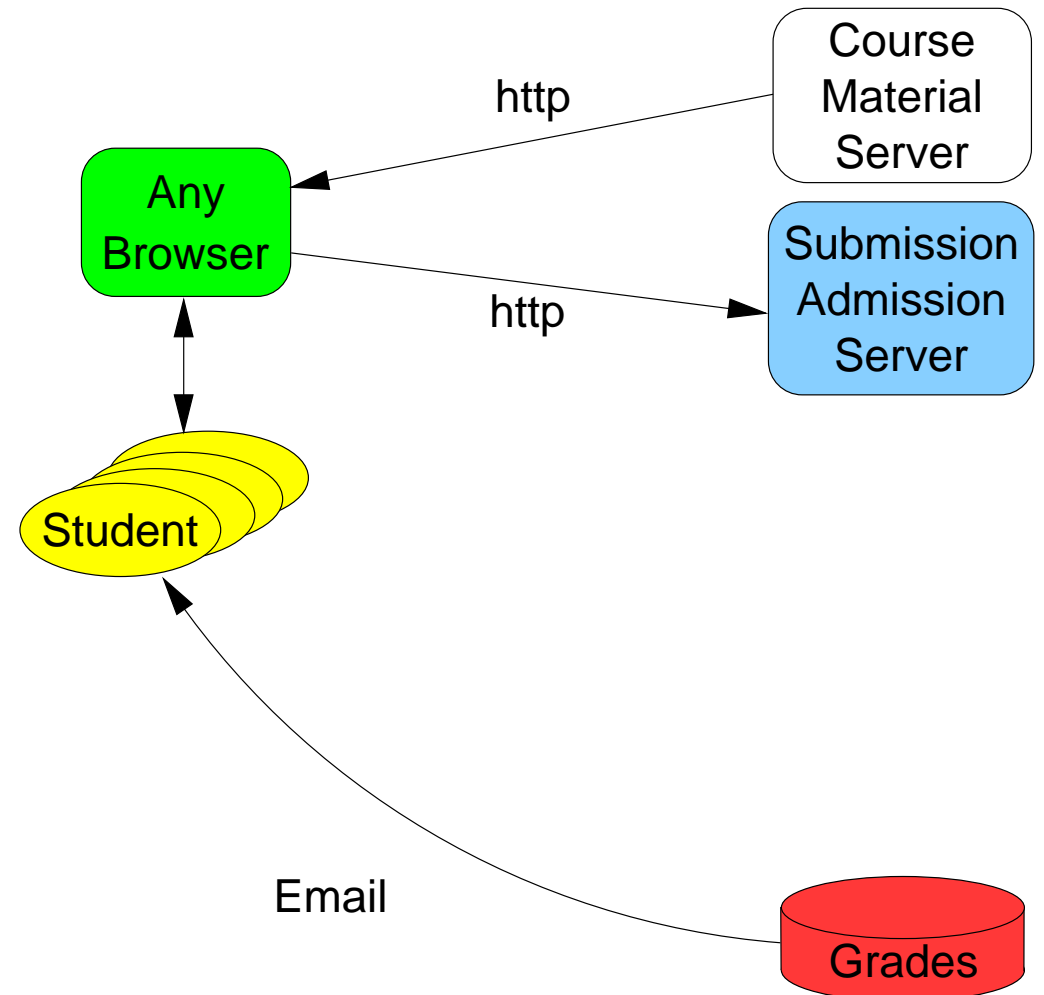 Course
Material
Server
http
Any
Browser
Submission
Admission
Server
http
Student
Email
Grades